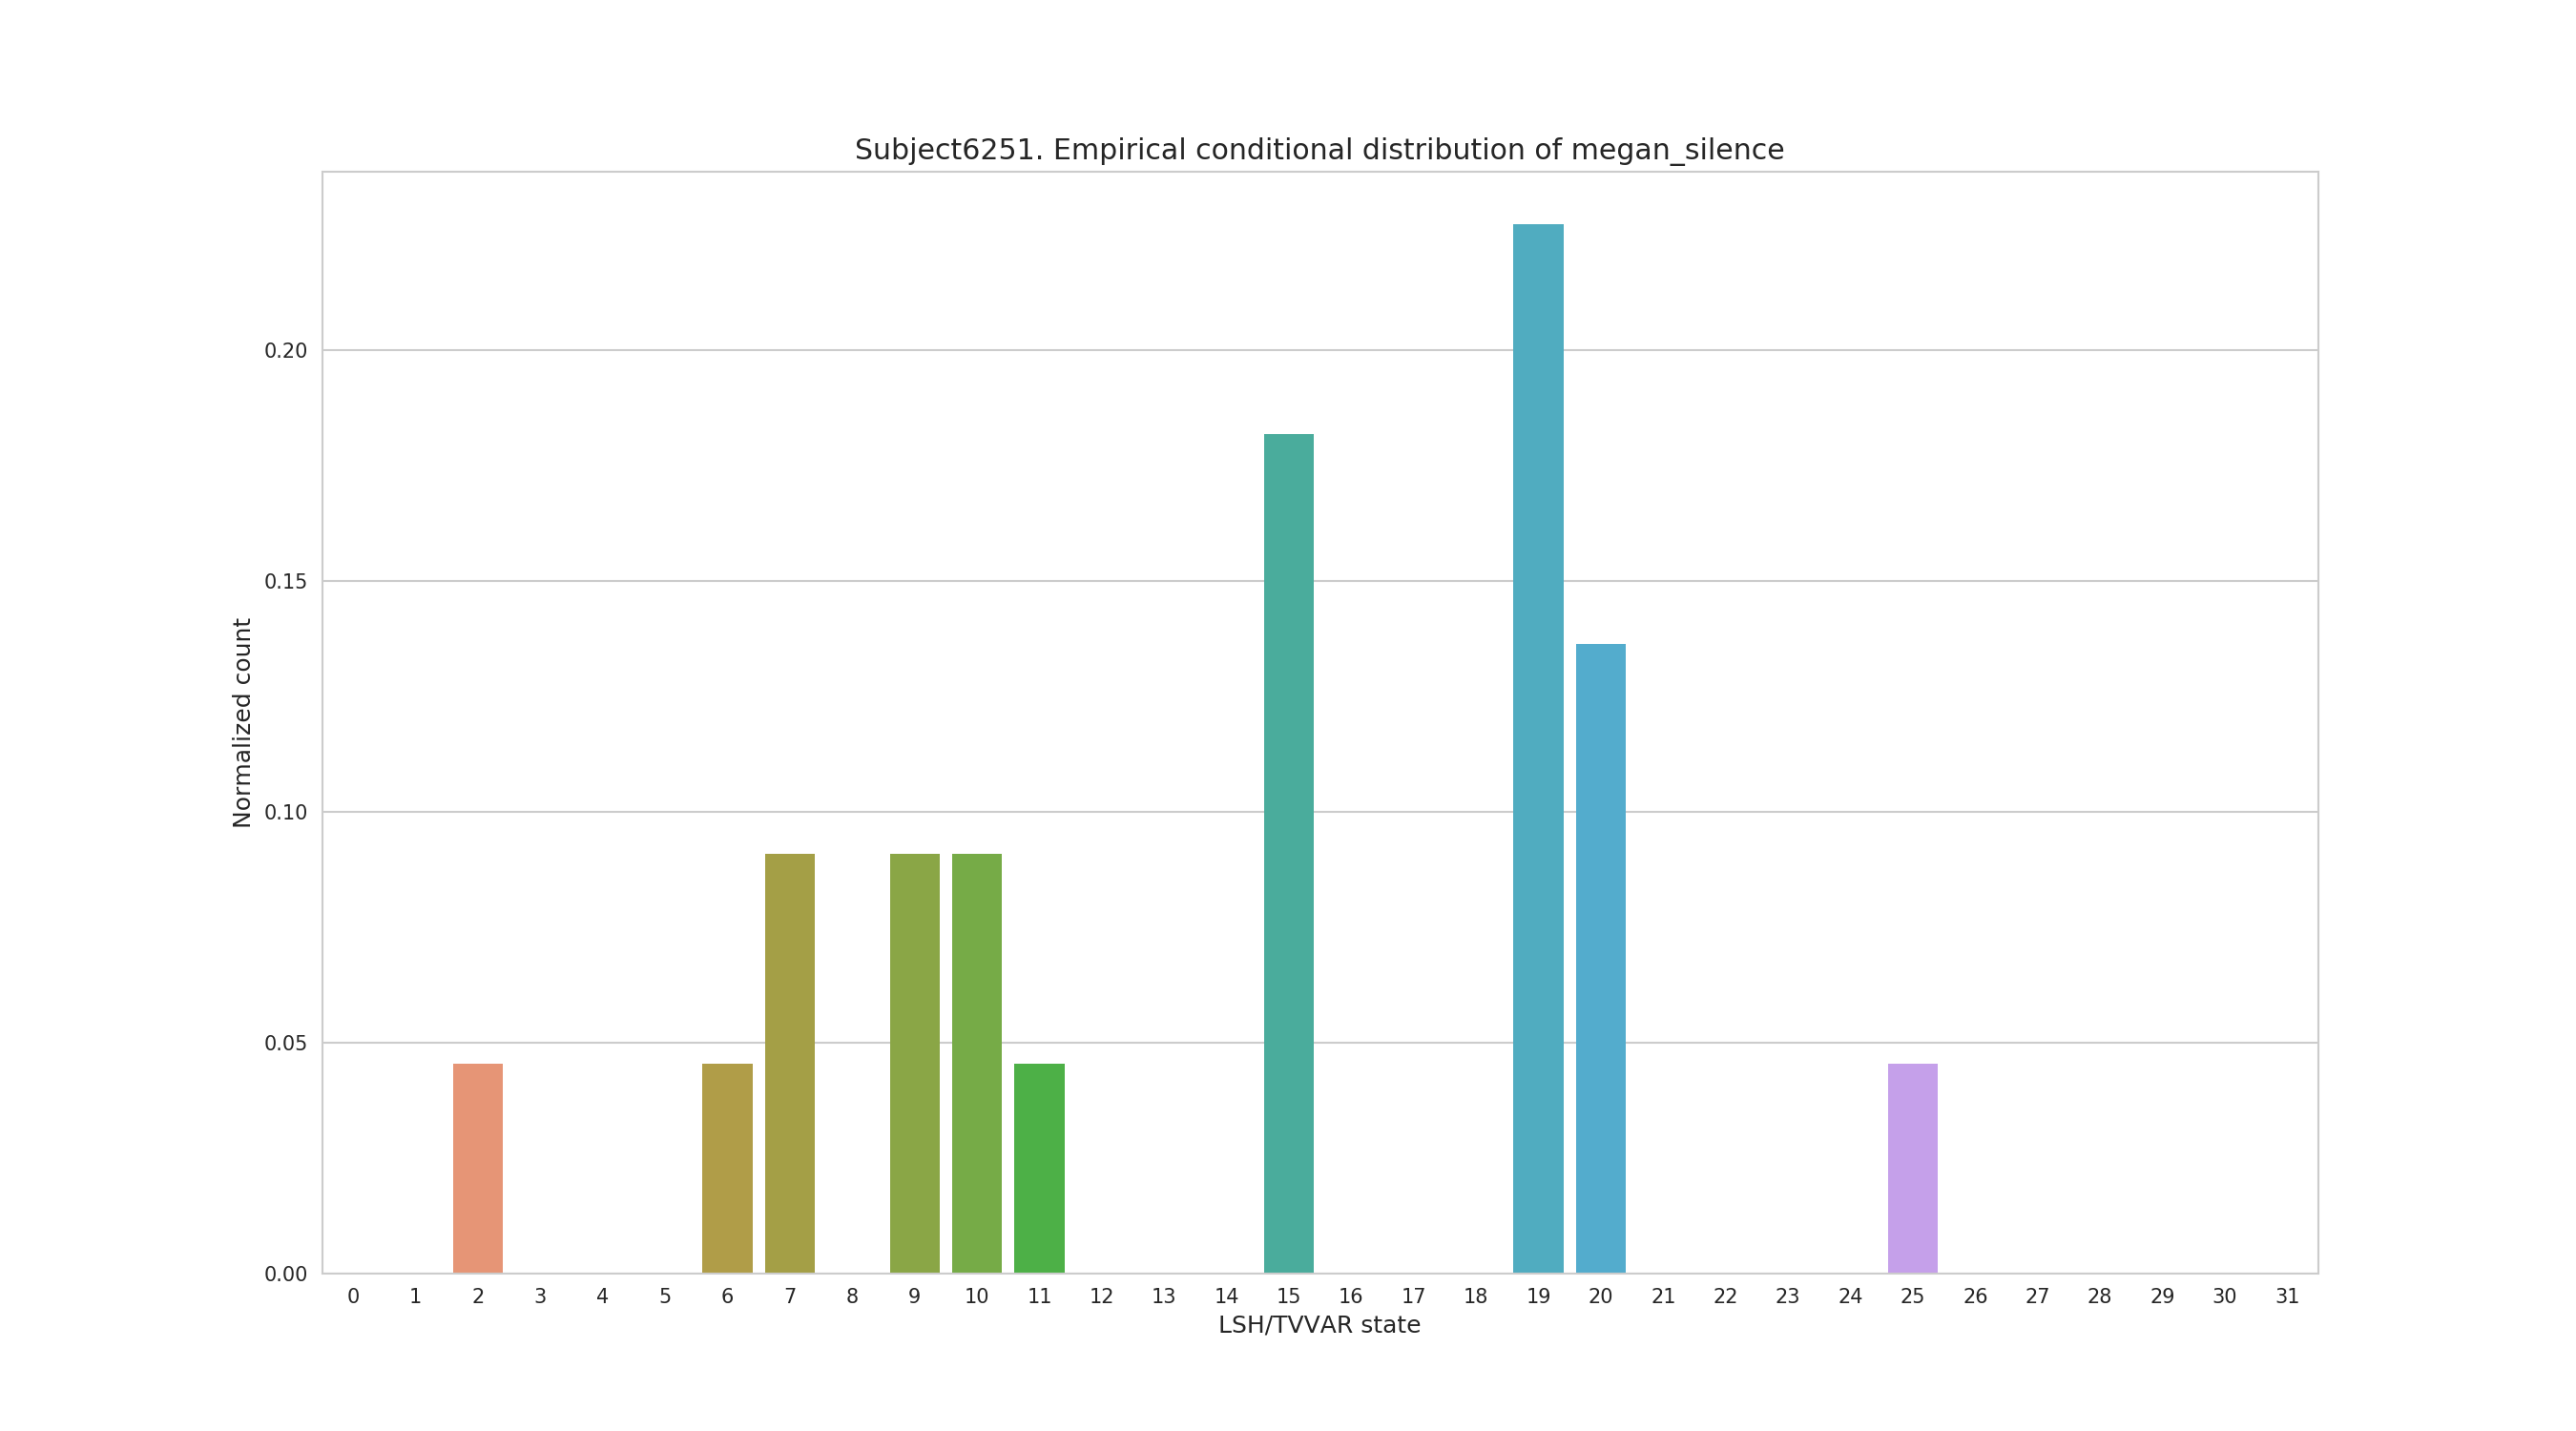 Subject6251. Empirical conditional distribution of megan_silence
Normalized count
0.20
0.15
0.10
0.05
0.00
0 1 2 3 4 5 6 7 8 9 10 11 12 13 14 15 16 17 18 19 20 21 22 23 24 25 26 27 28 29 30 31
LSH/TVVAR state